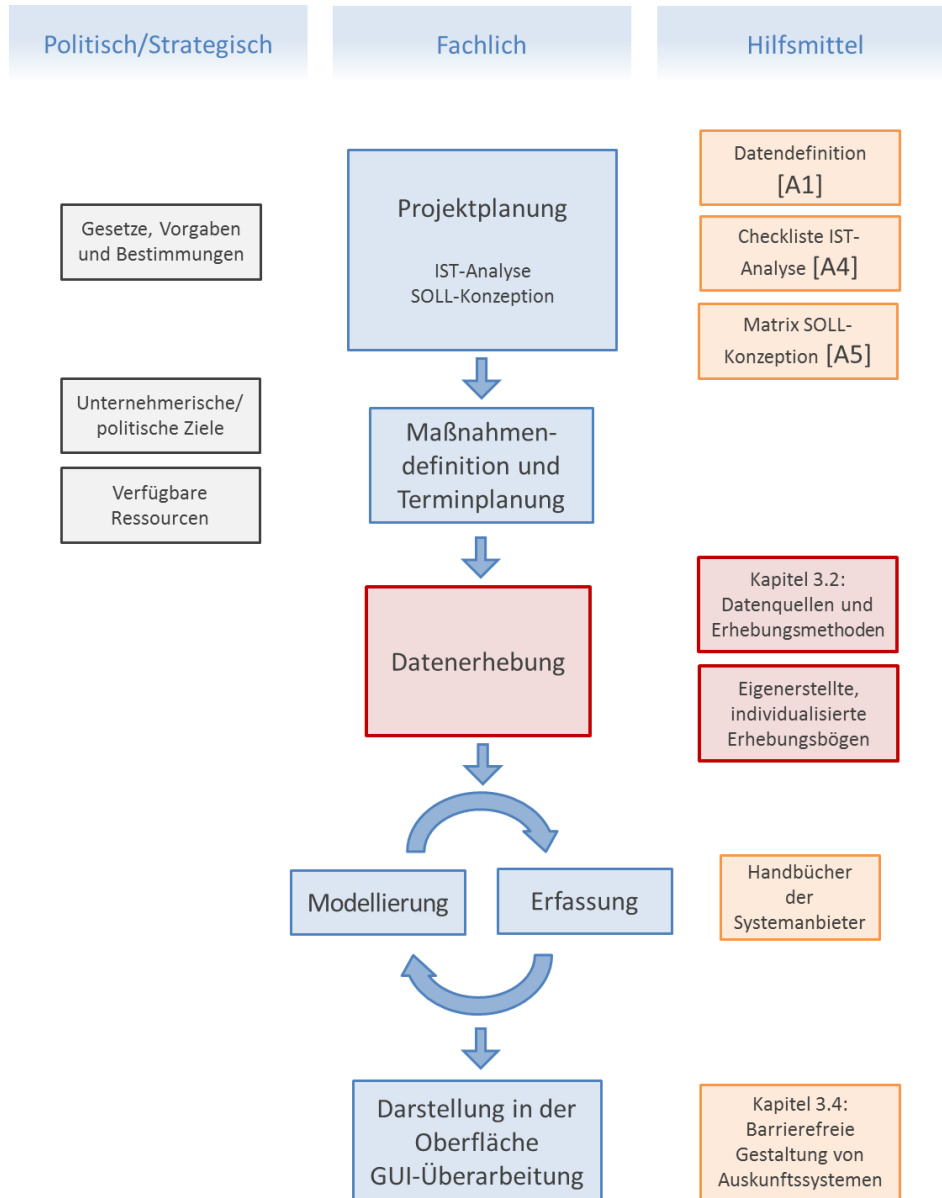 Politisch/Strategisch
Fachlich
Hilfsmittel
Gesetze, Vorgaben
und Bestimmungen
Unternehmerische/
politische Ziele
Verfügbare
Ressourcen
Projektplanung
IST-Analyse
SOLL-Konzeption
Maßnahmen-
definition und
Terminplanung
Datenerhebung
Modellierung
Erfassung
Darstellung in der
Oberfläche
GUI-Überarbeitung
Datendefinition
[A1]
Checkliste IST-
Analyse [A4]
Matrix SOLL-
Konzeption [A5]
Kapitel 3.2:
Datenquellen und
Erhebungsmethoden
Eigenerstellte,
individualisierte
Erhebungsbögen
Handbücher
der
Systemanbieter
Kapitel 3.4:
Barrierefreie
Gestaltung von
Auskunftssystemen